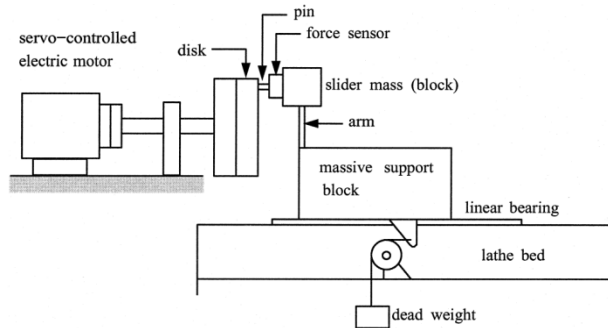 pin
servo-controlled
electric motor
force sensor
disk
slider mass (block)
arm
massive support
block
linear bearing
lathe bed
dead weight